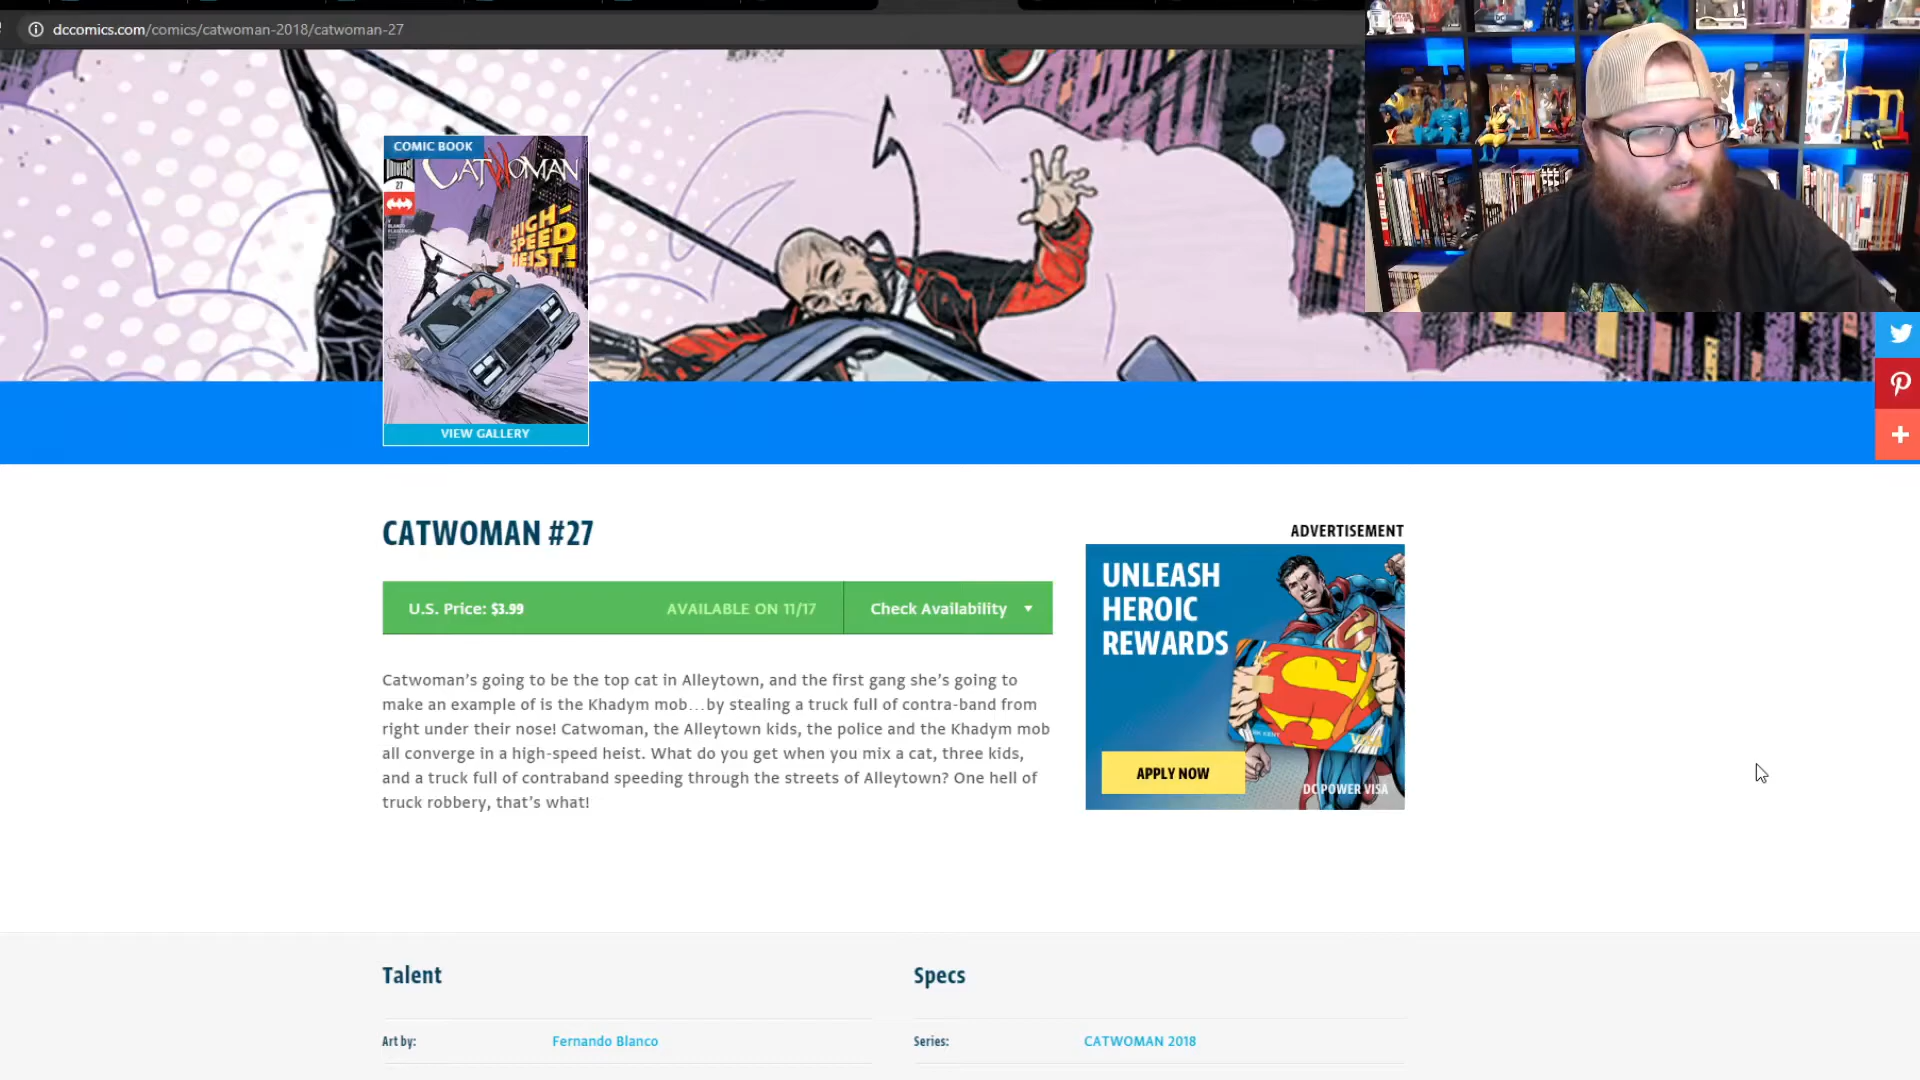 dccomics.com/comics/catwoman-2018/catwoman-27
COMIC BOOK
CATWOMAN
27
HIGH-
SPEED
HEIST!
VIEW GALLERY
CATWOMAN #27
U.S. Price: $3.99 AVAILABLE ON 11/17 Check Availability
Catwoman’s going to be the top cat in Alleytown, and the first gang she’s going to
make an example of is the Khadym mob...by stealing a truck full of contra-band from
right under their nose! Catwoman, the Alleytown kids, the police and the Khadym mob
all converge in a high-speed heist. What do you get when you mix a cat, three kids,
and a truck full of contraband speeding through the streets of Alleytown? One hell of
truck robbery, that’s what!
ADVERTISEMENT
UNLEASH
HEROIC
REWARDS
APPLY NOW
DC POWER VISA
Talent
Art by: Fernando Blanco
Specs
Series: CATWOMAN 2018